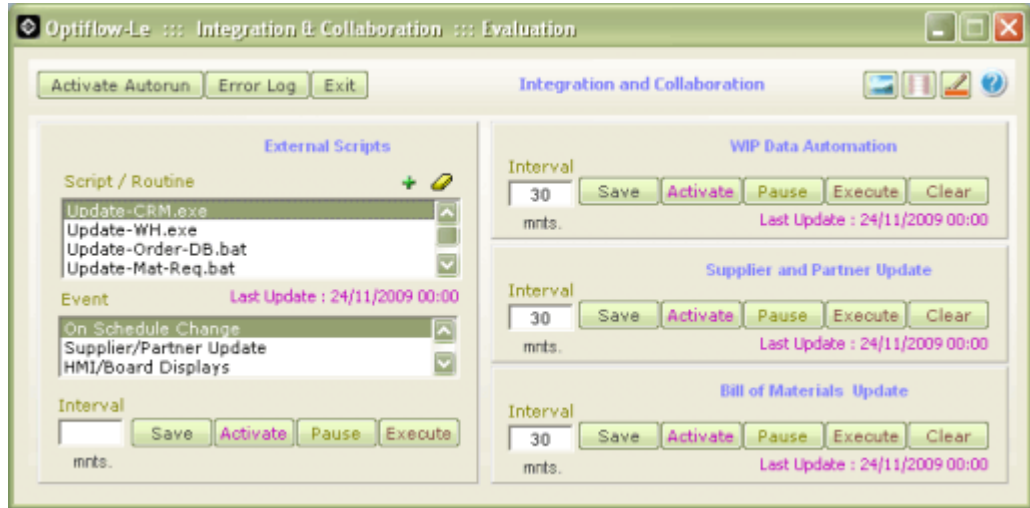 Optiflow-Le ::: Integration & Collaboration ::: Evaluation
Activate Autorun Error Log Exit Integration and Collaboration ?
External Scripts
Script / Routine
Update-CRM.exe
Update-WH.exe
Update-Order-DB.bat
Update-Mat-Req.bat
Event Last Update : 24/11/2009 00:00
On Schedule Change
Supplier/Partner Update
HMI/Board Displays
Interval
Save Activate Pause Execute
mnts.
WIP Data Automation
Interval
30 Save Activate Pause Execute Clear
mnts. Last Update : 24/11/2009 00:00
Supplier and Partner Update
Interval
30 Save Activate Pause Execute Clear
mnts. Last Update : 24/11/2009 00:00
Bill of Materials Update
Interval
30 Save Activate Pause Execute Clear
mnts. Last Update : 24/11/2009 00:00